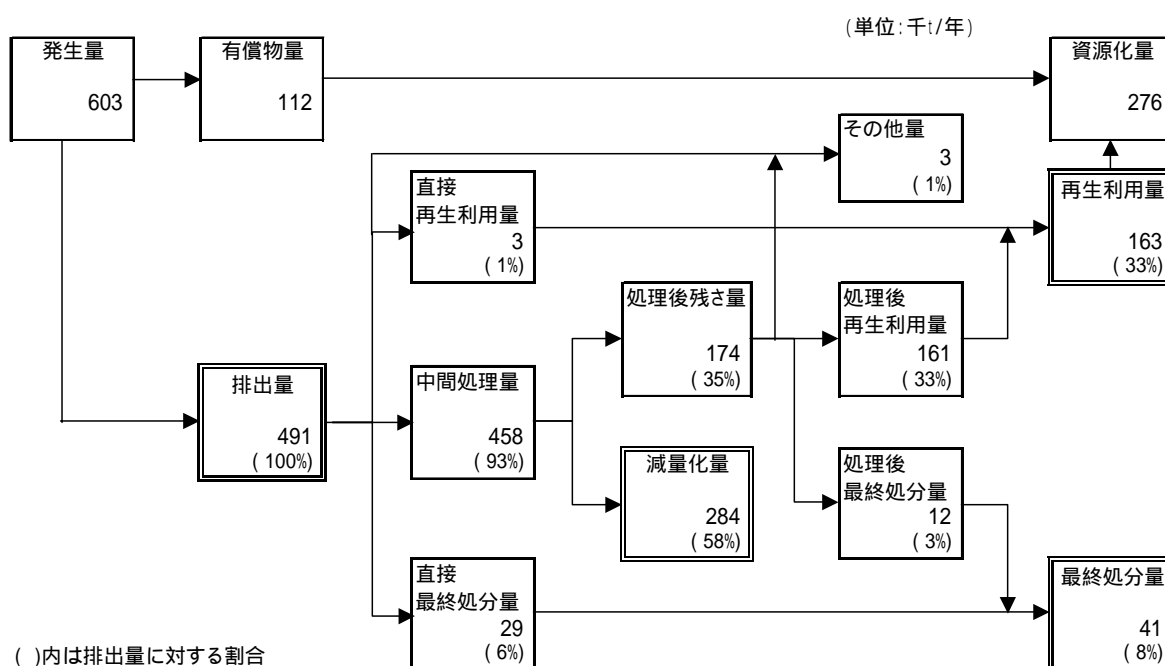 (単位:千t/年)
発生量
603
有償物量
112
資源化量
276
その他量
3
(1%)
直接
再生利用量
3
(1%)
再生利用量
163
(33%)
処理後残さ量
174
(35%)
処理後
再生利用量
161
(33%)
排出量
491
(100%)
中間処理量
458
(93%)
減量化量
284
(58%)
処理後
最終処分量
12
(3%)
直接
最終処分量
29
(6%)
最終処分量
41
(8%)
( )内は排出量に対する割合